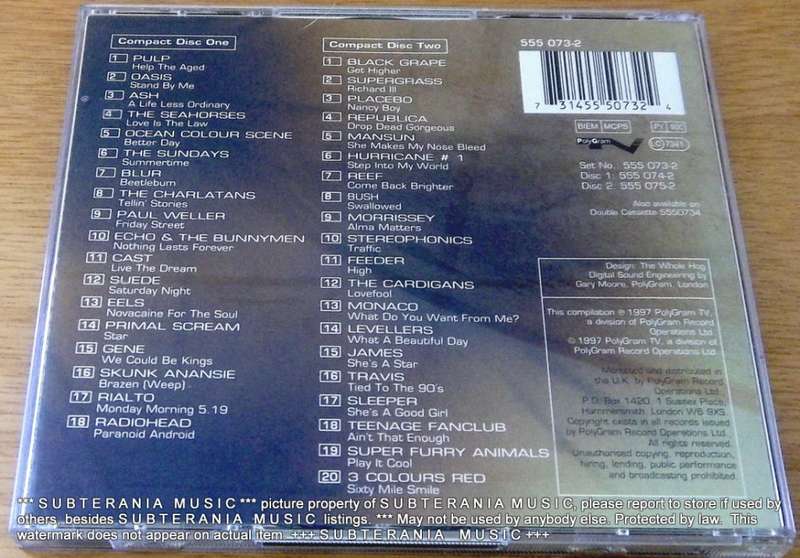 Compact Disc One
1 PULP
Help The Aged
2 OASIS
Stand By Me
3 ASH
A Life Less Ordinary
4 THE SEAHORSES
Love Is The Law
5 OCEAN COLOUR SCENE
Better Day
6 THE SUNDAYS
Summertime
7 BLUR
Beetleburn
8 THE CHARLATANS
Tellin' Stories
9 PAUL WELLER
Friday Street
10 ECHO & THE BUNNYMEN
Nothing Lasts Forever
11 CAST
Live The Dream
12 SUEDE
Saturday Night
13 EELS
Novacaine For The Soul
14 PRIMAL SCREAM
Star
15 GENE
We Could Be Kings
16 SKUNK ANANSIE
Brazen (Weep)
17 RIALTO
Monday Morning 5.19
18 RADIOHEAD
Paranoid Android
Compact Disc Two
1 BLACK GRAPE
Get Higher
2 SUPERGRASS
Richard III
3 PLACEBO
Nancy Boy
4 REPUBLICA
Drop Dead Gorgeous
5 MANSUN
She Makes My Nose Bleed
6 HURRICANE # 1
Step Into My World
7 REEF
Come Back Brighter
8 BUSH
Swallowed
9 MORRISSEY
Alma Matters
10 STEREOPHONICS
Traffic
11 FEEDER
High
12 THE CARDIGANS
Lovefool
13 MONACO
What Do You Want From Me?
14 LEVELLERS
What A Beautiful Day
15 JAMES
She's A Star
16 TRAVIS
Tied To The 90's
17 SLEEPER
She's A Good Girl
18 TEENAGE FANCLUB
Ain't That Enough
19 SUPER FURRY ANIMALS
Play It Cool
20 3 COLOURS RED
Sixty Mile Smile
555 073-2
7 31455 50732 4
BIEM MCPS
PolyGram TV
LC 7341
Set No. 555 073-2
Disc 1: 555 074-2
Disc 2: 555 075-2
Also available on
Double Cassette 5550734
Design: The Whole Hog
Digital Sound Engineering by
Gary Moore, PolyGram, London
This compilation ℗ 1997 PolyGram TV,
a division of PolyGram Record
Operations Ltd.
© 1997 PolyGram TV, a division of
PolyGram Record Operations Ltd.
Marketed and distributed in
the U.K. by PolyGram Record
Operations Ltd.
P.O. Box 1420, 1 Sussex Place,
Hammersmith, London W6 9XS.
Copyright exists in all records issued
by PolyGram Record Operations Ltd.
All rights reserved.
Unauthorised copying, reproduction,
hiring, lending, public performance
and broadcasting prohibited.
*** SUBTERANIA MUSIC *** picture property of SUBTERANIA MUSIC, please report to store if used by
others, besides SUBTERANIA MUSIC listings. *** May not be used by anybody else. Protected by law. This
watermark does not appear on actual item. +++ SUBTERANIA MUSIC +++